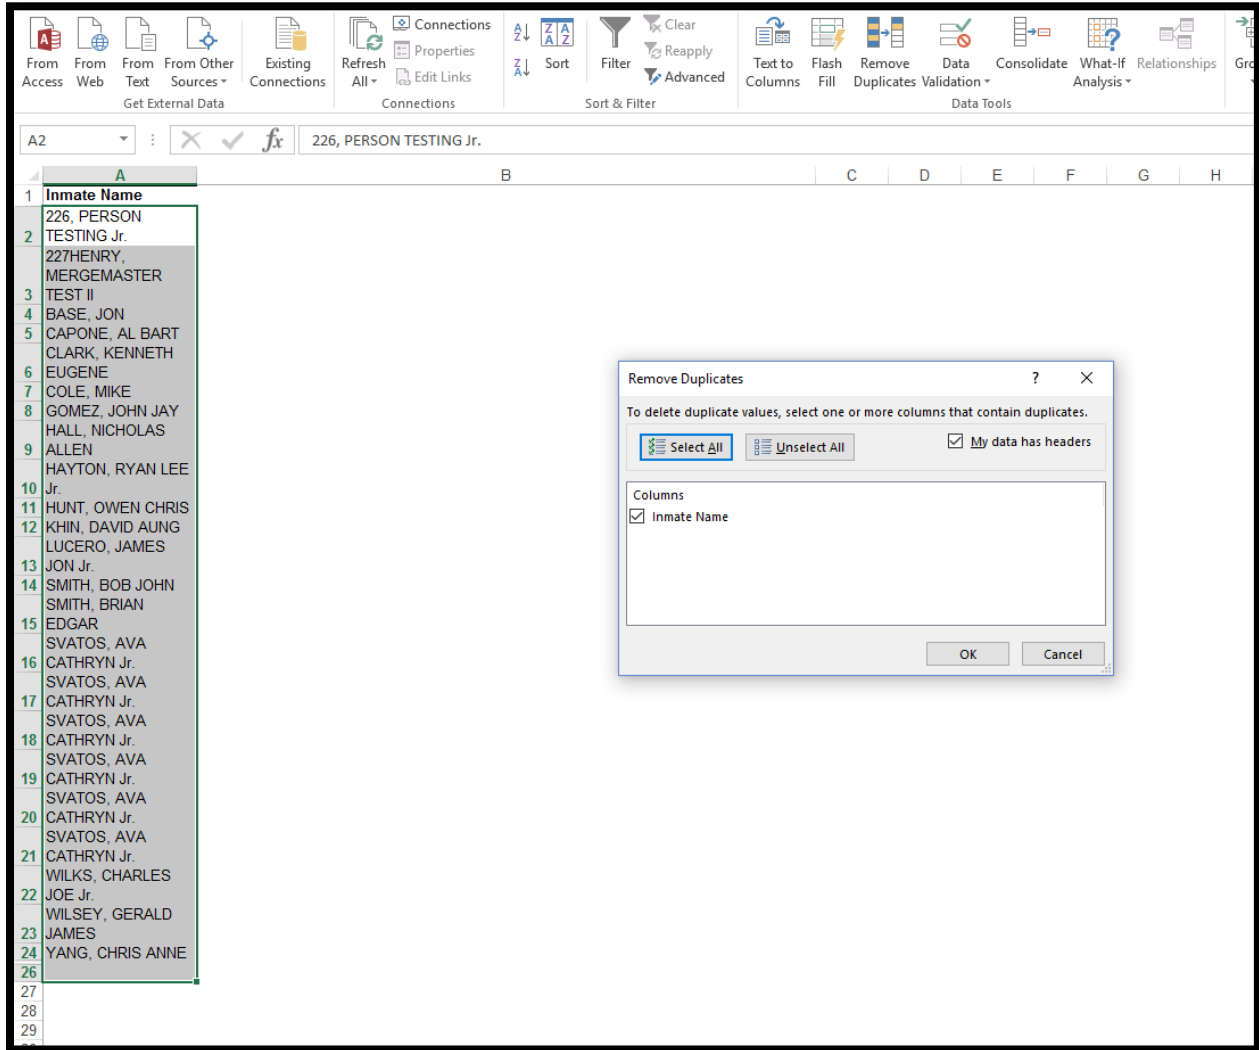 From Access
From Web
From Text
From Other Sources
Existing Connections
Refresh All
Connections
Properties
Edit Links
Sort
Filter
Clear
Reapply
Advanced
Text to Columns
Flash Fill
Remove Duplicates
Data Validation
Consolidate
What-If Analysis
Relationships
Get External Data
Connections
Sort & Filter
Data Tools
A2
fx
226, PERSON TESTING Jr.
A B C D E F G H
1 Inmate Name
226, PERSON
2 TESTING Jr.
227HENRY,
MERGEMASTER
3 TEST II
4 BASE, JON
5 CAPONE, AL BART
CLARK, KENNETH
6 EUGENE
7 COLE, MIKE
8 GOMEZ, JOHN JAY
HALL, NICHOLAS
9 ALLEN
HAYTON, RYAN LEE
10 Jr.
11 HUNT, OWEN CHRIS
12 KHIN, DAVID AUNG
LUCERO, JAMES
13 JON Jr.
14 SMITH, BOB JOHN
SMITH, BRIAN
15 EDGAR
SVATOS, AVA
16 CATHRYN Jr.
SVATOS, AVA
17 CATHRYN Jr.
SVATOS, AVA
18 CATHRYN Jr.
SVATOS, AVA
19 CATHRYN Jr.
SVATOS, AVA
20 CATHRYN Jr.
SVATOS, AVA
21 CATHRYN Jr.
WILKS, CHARLES
22 JOE Jr.
WILSEY, GERALD
23 JAMES
24 YANG, CHRIS ANNE
26
27
28
29
Remove Duplicates
?
To delete duplicate values, select one or more columns that contain duplicates.
Select All
Unselect All
My data has headers
Columns
Inmate Name
OK
Cancel